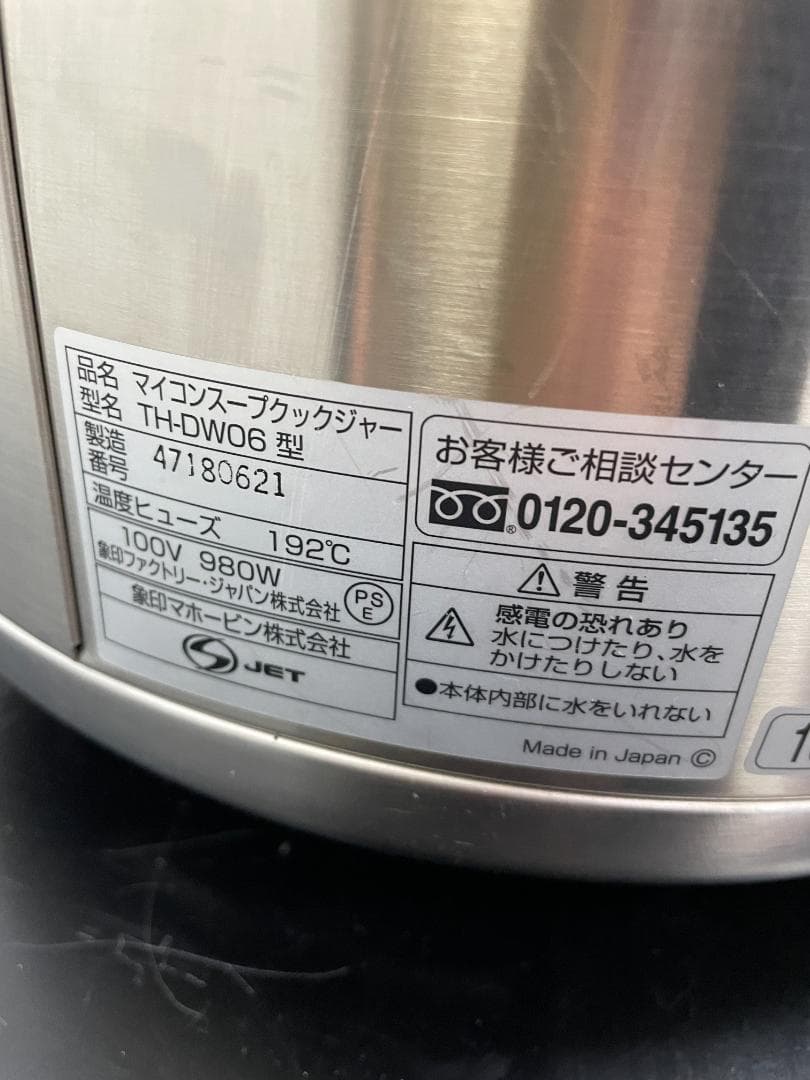 品名 マイコンスープクックジャー
型名 TH-DW06 型
製造番号 47180621
温度ヒューズ 192℃
100V 980W
象印ファクトリー・ジャパン株式会社
PS
E
象印マホービン株式会社
JET
お客様ご相談センター
® 0120-345135
警告
感電の恐れあり
水につけたり、水を
かけたりしない
●本体内部に水をいれない
Made in Japan Ⓒ